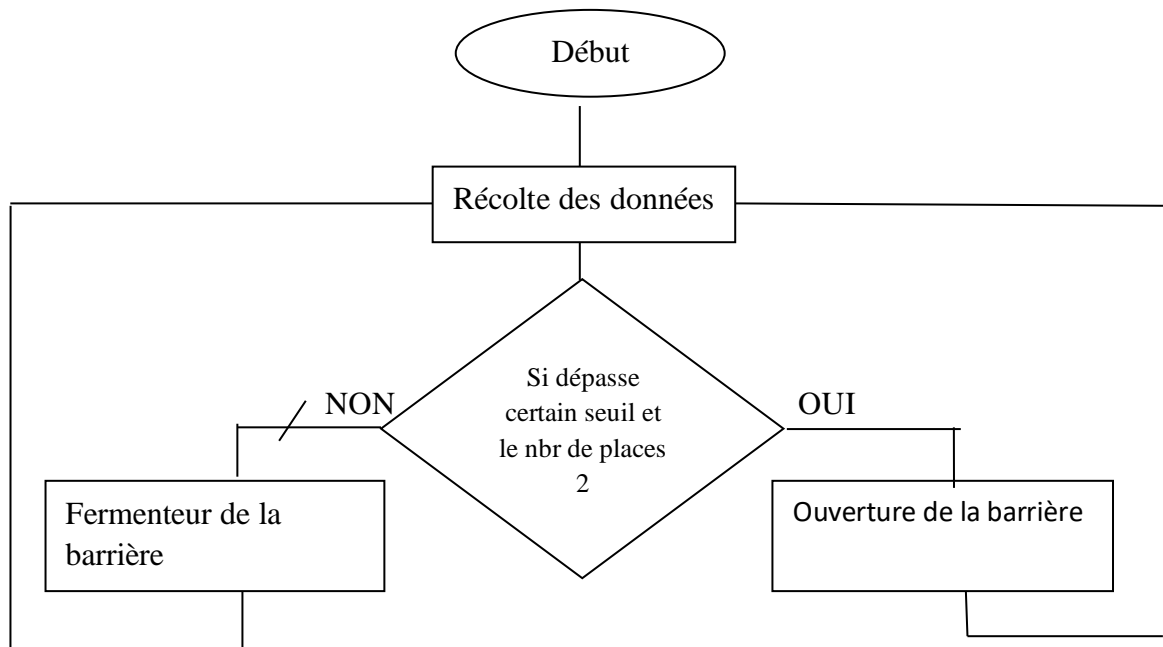 Début
Récolte des données
Si dépasse
certain seuil et
le nbr de places
2
NON
OUI
Fermenteur de la
barrière
Ouverture de la barrière